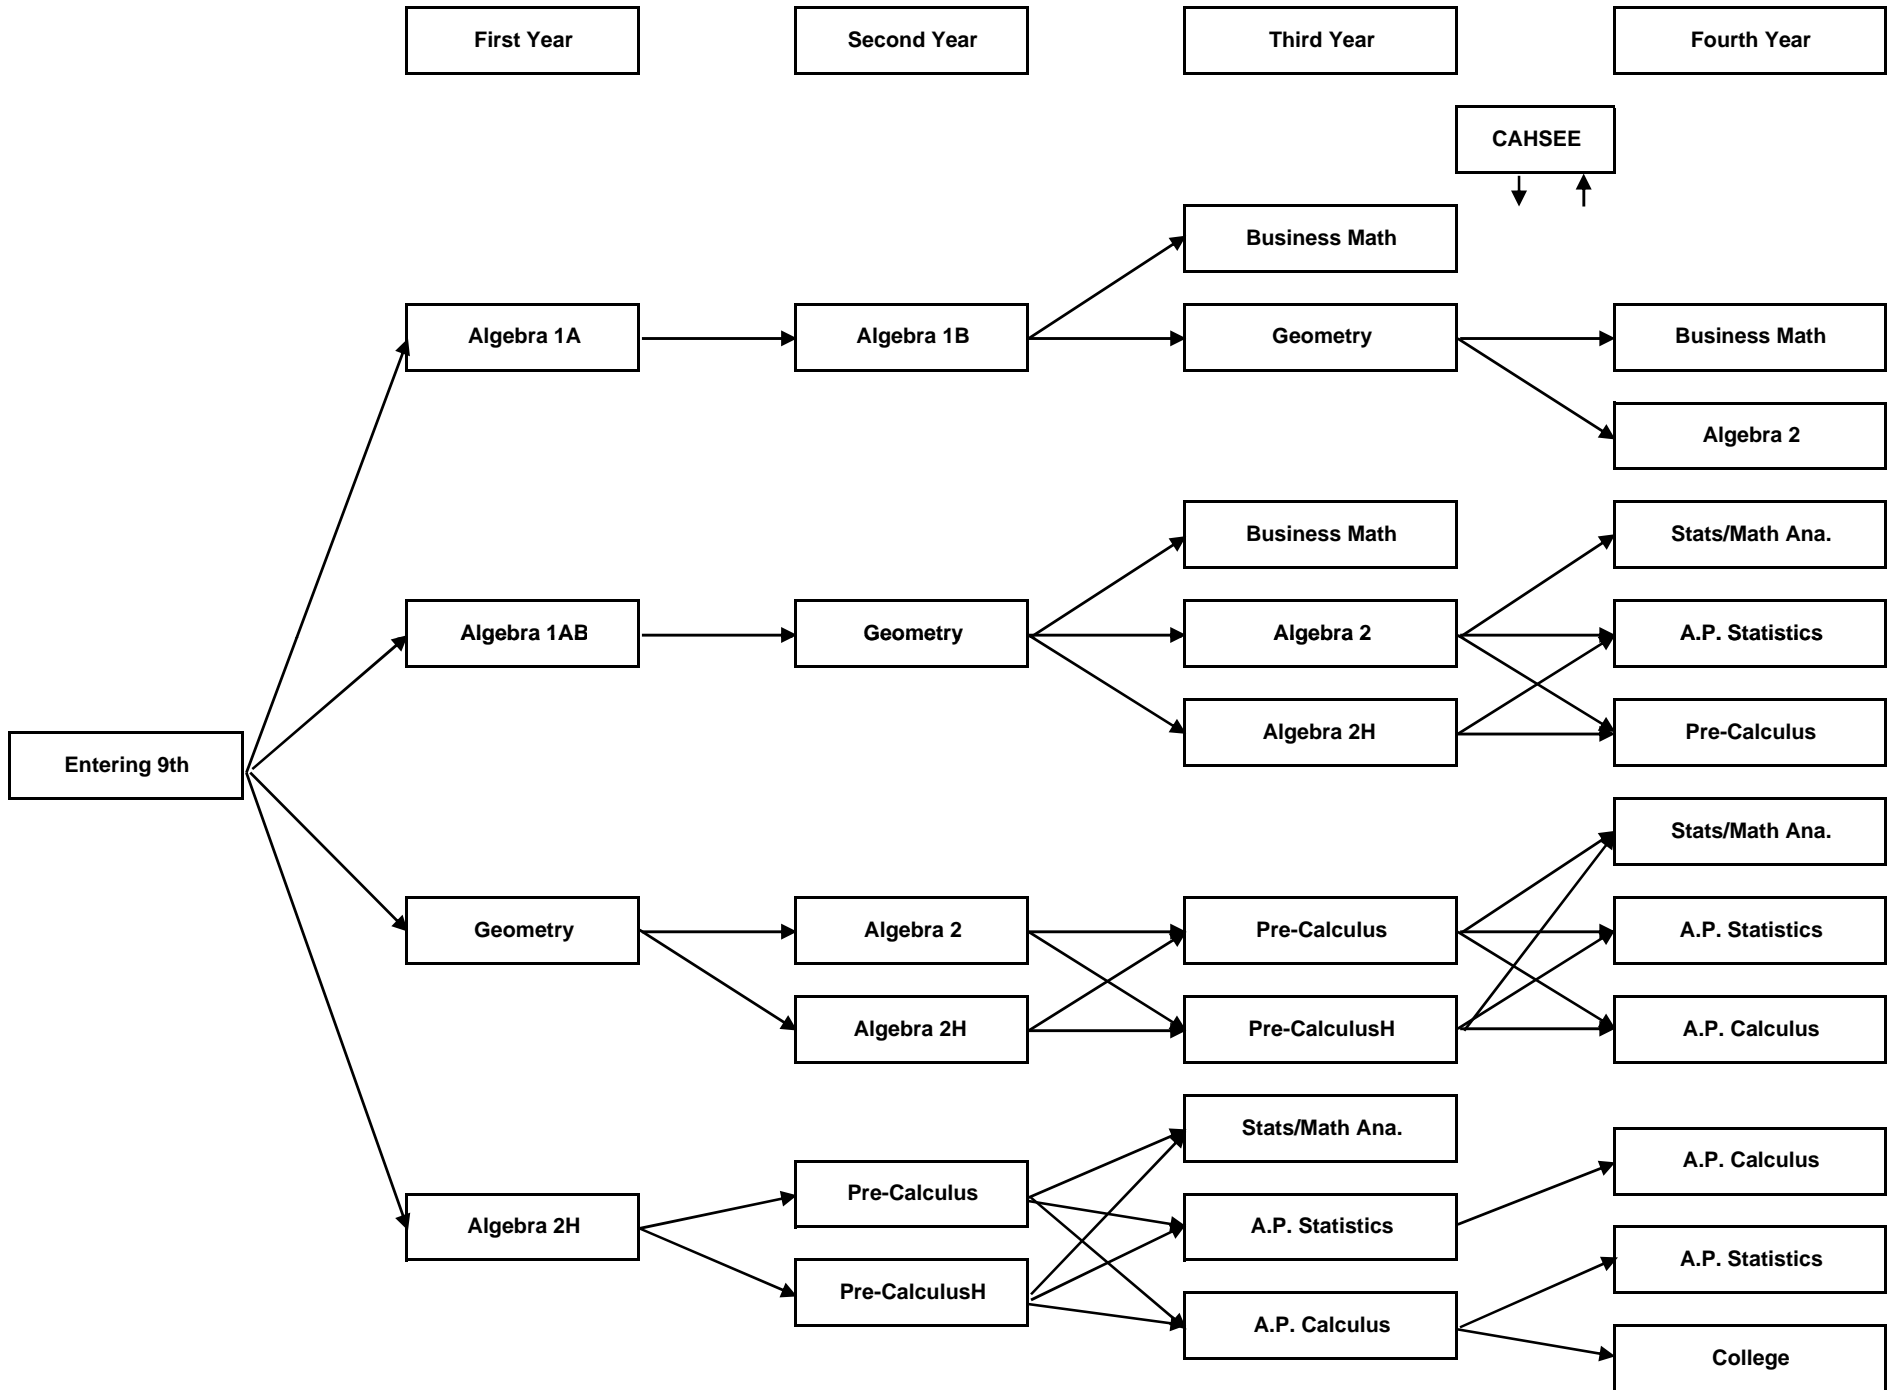 First Year
Second Year
Third Year
Fourth Year
CAHSEE
Business Math
Algebra 1A
Algebra 1B
Geometry
Business Math
Algebra 2
Business Math
Stats/Math Ana.
Algebra 1AB
Geometry
Algebra 2
A.P. Statistics
Algebra 2H
Pre-Calculus
Entering 9th
Stats/Math Ana.
Geometry
Algebra 2
Pre-Calculus
A.P. Statistics
Algebra 2H
Pre-CalculusH
A.P. Calculus
Stats/Math Ana.
A.P. Calculus
Pre-Calculus
Algebra 2H
A.P. Statistics
A.P. Statistics
Pre-CalculusH
A.P. Calculus
College